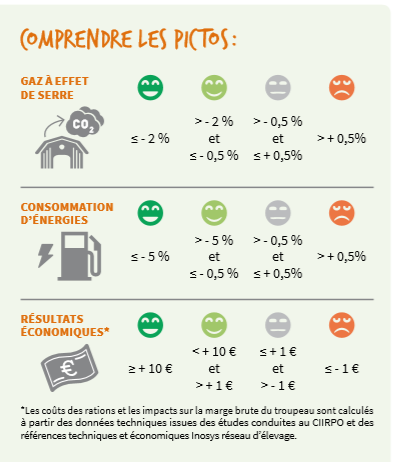 COMPRENDRE LES PICTOS :
GAZ À EFFET
DE SERRE
CO2
≤ - 2 %
> - 2 %
et
≤ - 0,5 %
> - 0,5 %
et
≤ + 0,5%
> + 0,5%
CONSOMMATION
D'ÉNERGIES
≤ - 5 %
> - 5 %
et
≤ - 0,5 %
> - 0,5 %
et
≤ + 0,5%
> + 0,5%
RÉSULTATS
ÉCONOMIQUES*
€
≥ + 10 €
< + 10 €
et
> + 1 €
≤ + 1 €
et
> - 1 €
≤ - 1 €
*Les coûts des rations et les impacts sur la marge brute du troupeau sont calculés
à partir des données techniques issues des études conduites au CIIRPO et des
références techniques et économiques Inosys réseau d'élevage.